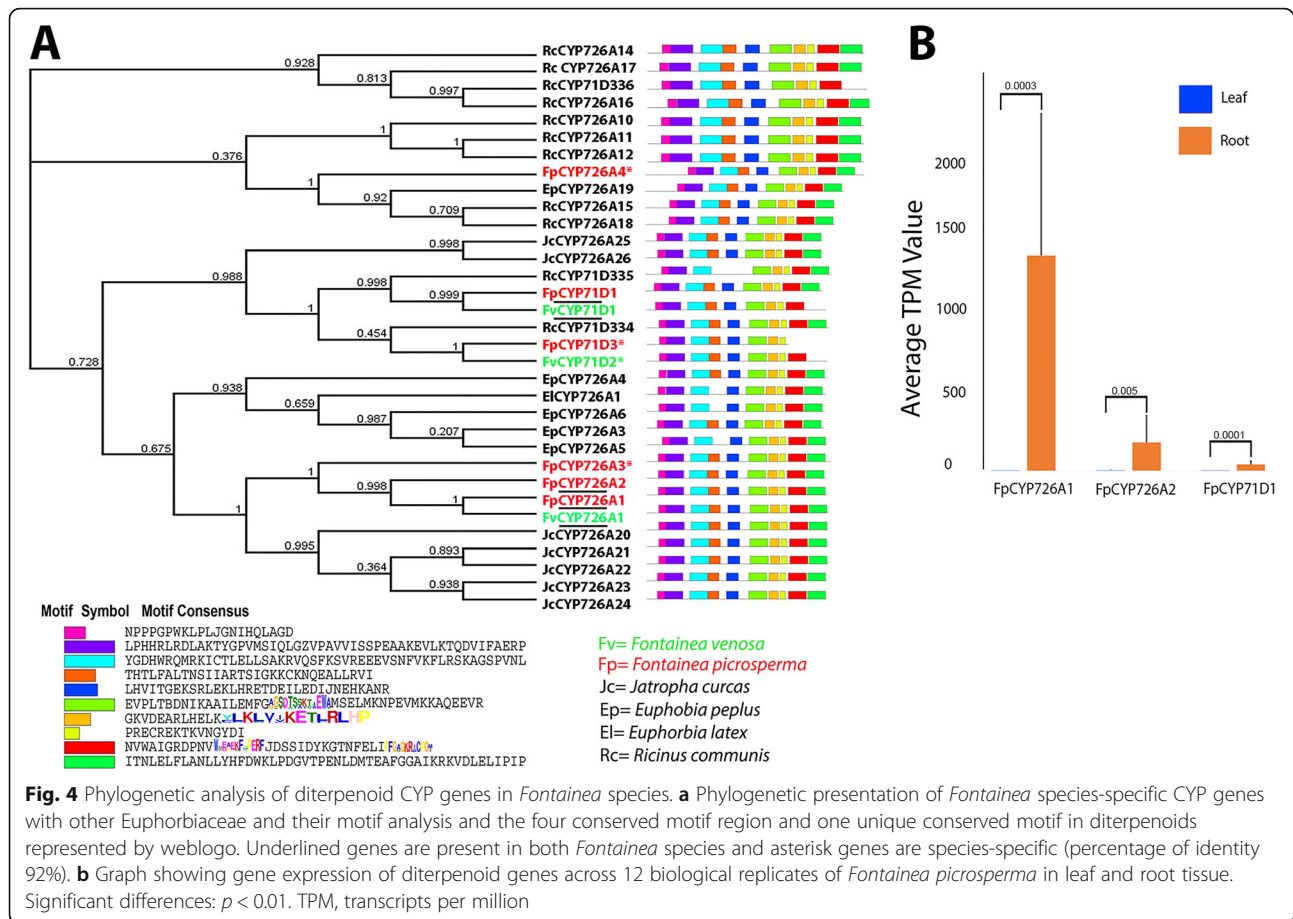 A
0.928
0.813
0.997
0.376
1
1
1
0.92
0.709
0.998
0.988
0.998
0.999
1
0.454
1
0.728
0.938
0.659
0.987
0.207
0.675
1
0.998
1
1
0.995
0.893
0.364
0.938
RcCYP726A14
Rc CYP726A17
RcCYP71D336
RcCYP726A16
RcCYP726A10
RcCYP726A11
RcCYP726A12
FpCYP726A4*
EpCYP726A19
RcCYP726A15
RcCYP726A18
JcCYP726A25
JcCYP726A26
RcCYP71D335
FpCYP71D1
FvCYP71D1
RcCYP71D334
FpCYP71D3*
FvCYP71D2*
EpCYP726A4
ElCYP726A1
EpCYP726A6
EpCYP726A3
EpCYP726A5
FpCYP726A3*
FpCYP726A2
FpCYP726A1
FvCYP726A1
JcCYP726A20
JcCYP726A21
JcCYP726A22
JcCYP726A23
JcCYP726A24
B
Leaf
Root
0.0003
0.005
0.0001
Average TPM Value
2000
1500
1000
500
0
FpCYP726A1 FpCYP726A2 FpCYP71D1
Motif Symbol Motif Consensus
NPPPGPWKLPLJGNIHQLAGD
LPHHRLRDLAKTYGPVMSIQLGZVPAVVISSPEAAKEVLKTQDVIFAERP
YGDHWRQMRKICTLELLSAKRVQSFKSVREEEVSNFVKFLRSKAGSPVNL
THTLFALTNSIIARTSIGKKCKNQEALLRVI
LHVITGEKSRLEKLHRETDEILEDIJNEHKANR
EVPLTBDNIKAAILEMFG AMSELMKNPEVMKKAQEEVR
GKVDEARLHELK LKLV KETLRLHP
PRECREKTKVNGYDI
NVWAIGRDPNV JDSSIDYKGTNFELI
ITNLELFLANLLYHFDWKLPDGVTPENLDMTEAFGGAIKRKVDLELIPIP
Fv= Fontainea venosa
Fp= Fontainea picrosperma
Jc= Jatropha curcas
Ep= Euphobia peplus
El= Euphorbia latex
Rc= Ricinus communis
Fig. 4 Phylogenetic analysis of diterpenoid CYP genes in Fontainea species. a Phylogenetic presentation of Fontainea species-specific CYP genes
with other Euphorbiaceae and their motif analysis and the four conserved motif region and one unique conserved motif in diterpenoids
represented by weblogo. Underlined genes are present in both Fontainea species and asterisk genes are species-specific (percentage of identity
92%). b Graph showing gene expression of diterpenoid genes across 12 biological replicates of Fontainea picrosperma in leaf and root tissue.
Significant differences: p < 0.01. TPM, transcripts per million